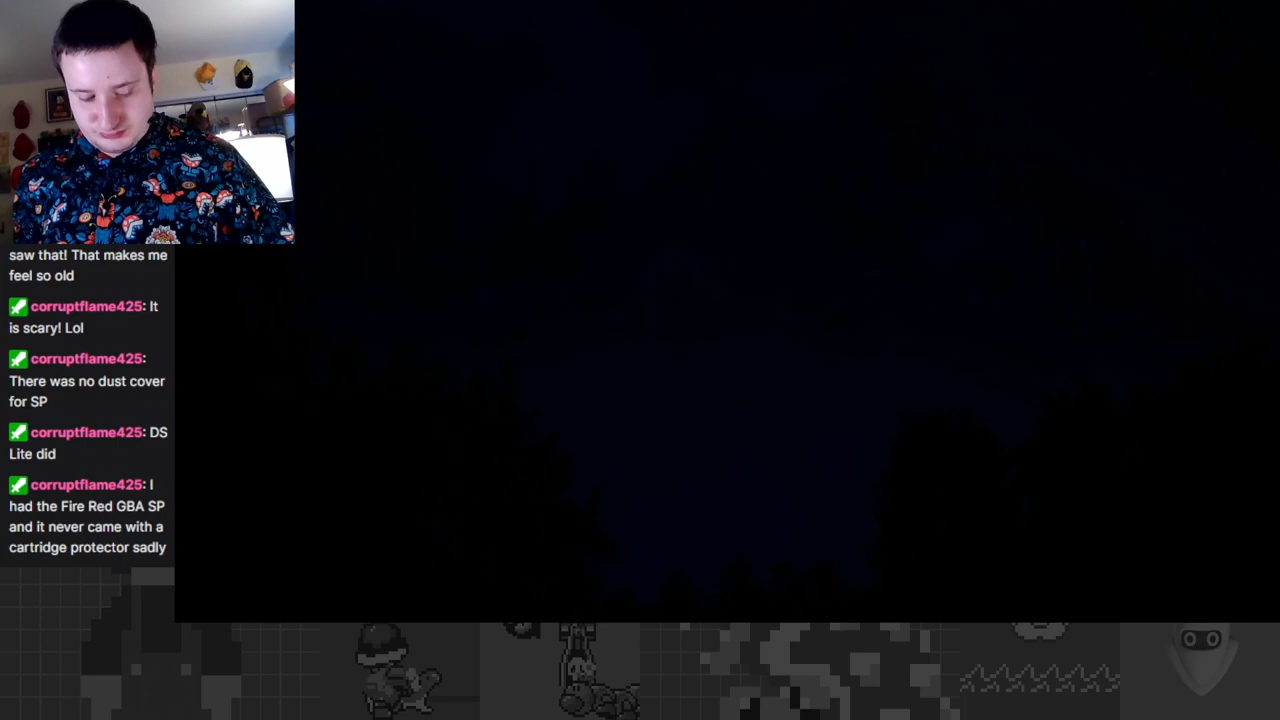 saw that! That makes me
feel so old
corruptflame425: It
is scary! Lol
corruptflame425:
There was no dust cover
for SP
corruptflame425: DS
Lite did
corruptflame425: I
had the Fire Red GBA SP
and it never came with a
cartridge protector sadly